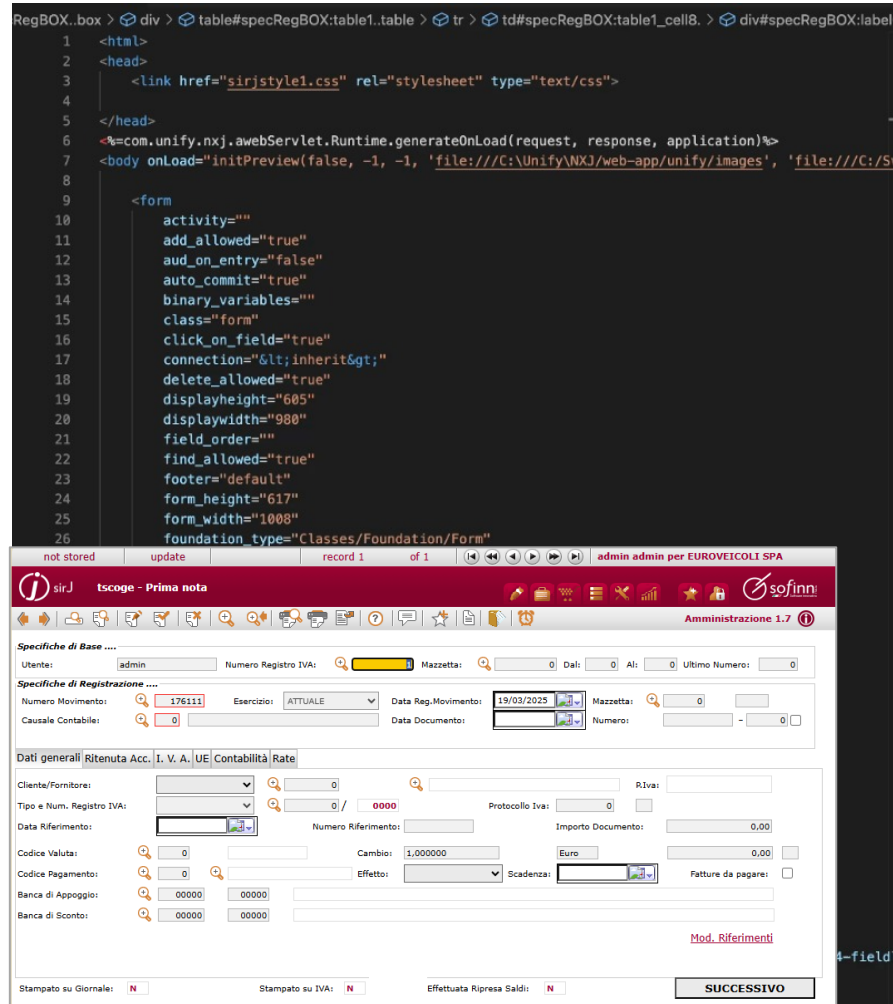 RegBOX..box > div > table#specRegBOX:table1..table > tr > td#specRegBOX:table1_cell8. > div#specRegBOX:label
1 <html>
2 <head>
3 <link href="sirjstyle1.css" rel="stylesheet" type="text/css">
4
5 </head>
6 <%=com.unify.nxj.awebServlet.Runtime.generateOnLoad(request, response, application)%>
7 <body onLoad="initPreview(false, -1, -1, 'file:///C:\Unify\NXJ/web-app/unify/images', 'file:///C:/S
8
9 <form
10 activity=""
11 add_allowed="true"
12 aud_on_entry="false"
13 auto_commit="true"
14 binary_variables=""
15 class="form"
16 click_on_field="true"
17 connection="&lt;inherit&gt;"
18 delete_allowed="true"
19 displayheight="605"
20 displaywidth="980"
21 field_order=""
22 find_allowed="true"
23 footer="default"
24 form_height="617"
25 form_width="1008"
26 foundation_type="Classes/Foundation/Form"
not stored update record 1 of 1 admin admin per EUROVEICOLI SPA
j sirJ tscoge - Prima nota sofinn
Amministrazione 1.7
Specifiche di Base ....
Utente: admin Numero Registro IVA: 1 Mazzetta: 0 Dal: 0 Al: 0 Ultimo Numero: 0
Specifiche di Registrazione ....
Numero Movimento: 176111 Esercizio: ATTUALE Data Reg.Movimento: 19/03/2025 Mazzetta: 0
Causale Contabile: 0 Data Documento: Numero: - 0
Dati generali Ritenuta Acc. I. V. A. UE Contabilità Rate
Cliente/Fornitore: 0 P.Iva:
Tipo e Num. Registro IVA: 0 / 0000 Protocollo Iva: 0
Data Riferimento: Numero Riferimento: Importo Documento: 0,00
Codice Valuta: 0 Cambio: 1,000000 Euro 0,00
Codice Pagamento: 0 Effetto: Scadenza: Fatture da pagare:
Banca di Appoggio: 00000 00000
Banca di Sconto: 00000 00000
Mod. Riferimenti
4-field
Stampato su Giornale: N Stampato su IVA: N Effettuata Ripresa Saldi: N SUCCESSIVO